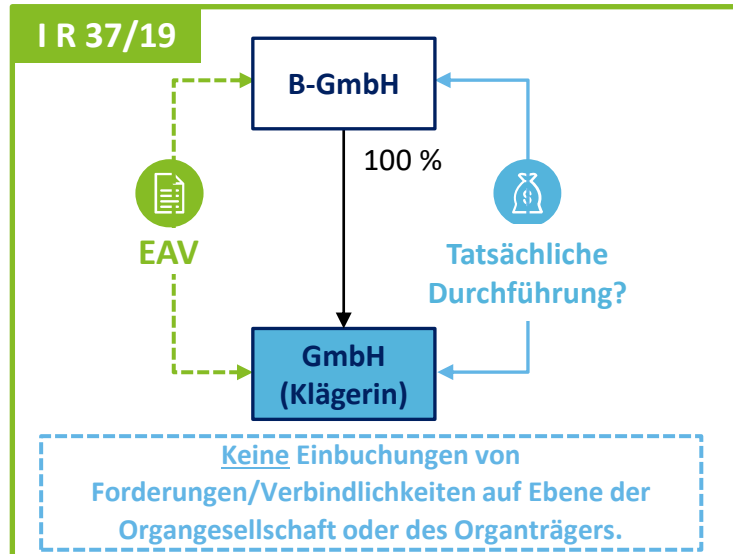 I R 37/19
B-GmbH
100 %
EAV
Tatsächliche
Durchführung?
GmbH
(Klägerin)
Keine Einbuchungen von
Forderungen/Verbindlichkeiten auf Ebene der
Organgesellschaft oder des Organträgers.